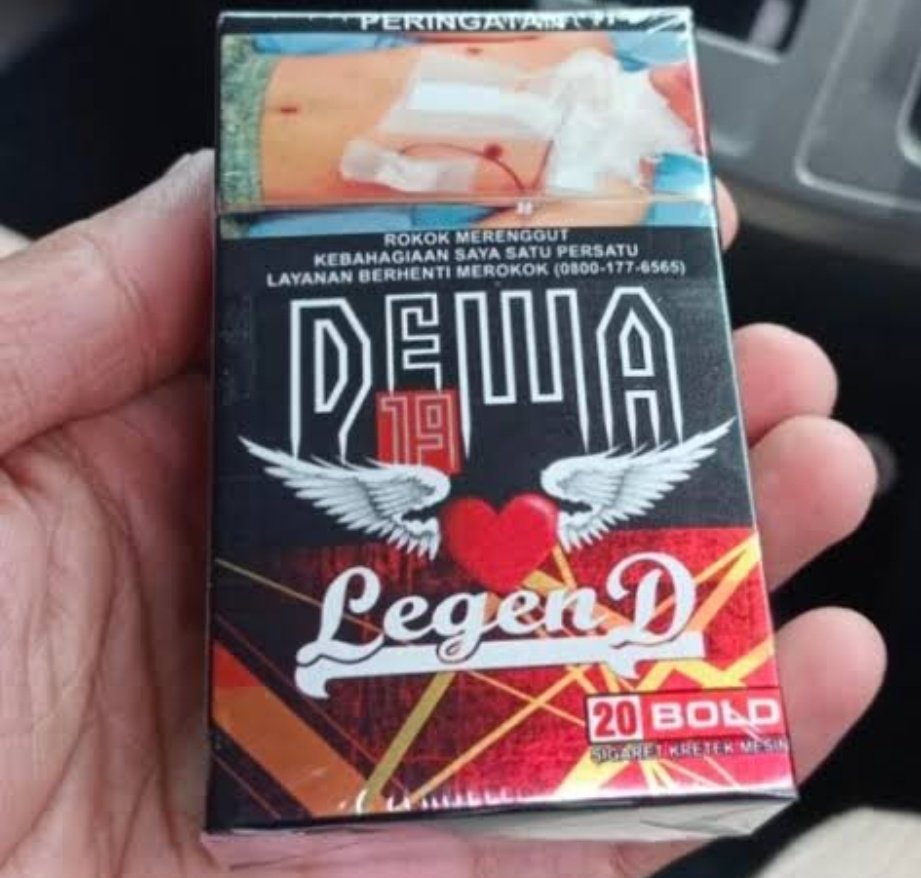 PERINGATAN
ROKOK MERENGGUT
KEBAHAGIAAN SAYA SATU PERSATU
LAYANAN BERHENTI MEROKOK (0800-177-6565)
DEWA
19
LegenD
20 BOLD
SIGARET KRETEK MESIN